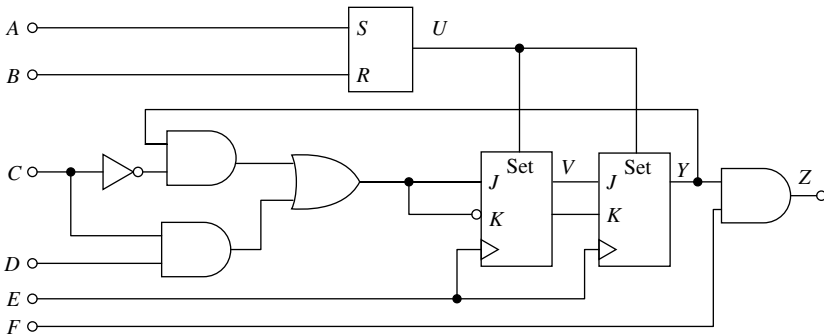 A S U
B R
C
Set V Set Y Z
J J
K K
D
E
F